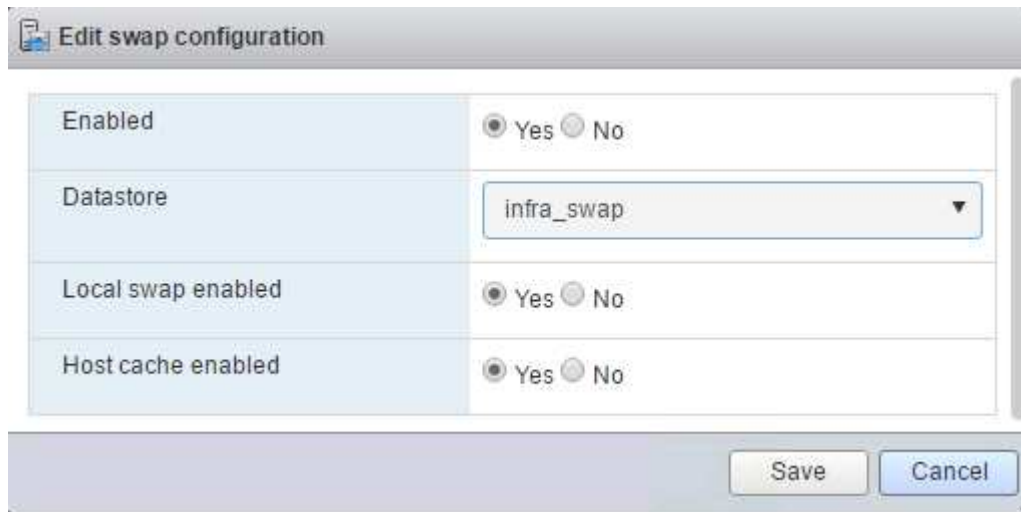 Edit swap configuration
Enabled Yes No
Datastore infra_swap
Local swap enabled Yes No
Host cache enabled Yes No
Save Cancel